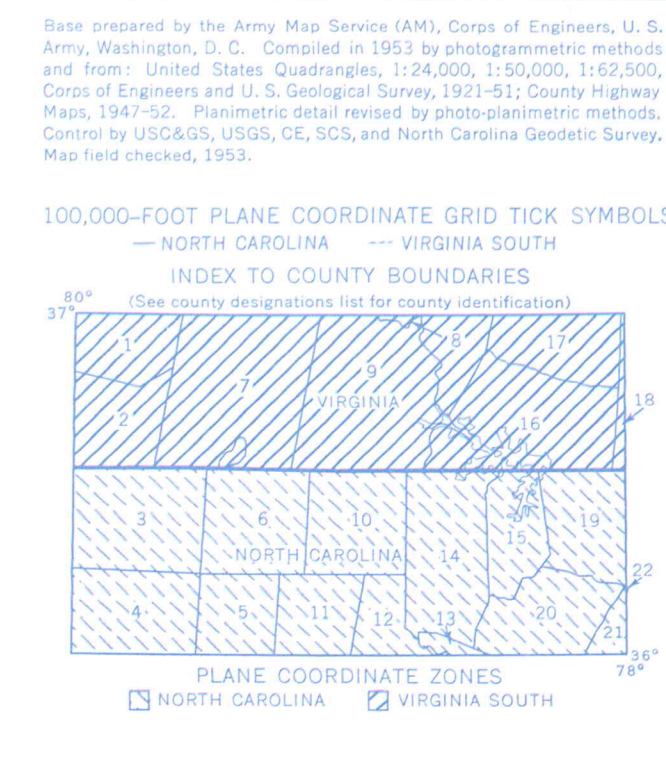 Base prepared by the Army Map Service (AM), Corps of Engineers, U. S.
Army, Washington, D. C. Compiled in 1953 by photogrammetric methods
and from: United States Quadrangles, 1:24,000, 1:50,000, 1:62,500,
Corps of Engineers and U. S. Geological Survey, 1921-51; County Highway
Maps, 1947-52. Planimetric detail revised by photo-planimetric methods.
Control by USC&GS, USGS, CE, SCS, and North Carolina Geodetic Survey.
Map field checked, 1953.
100,000-FOOT PLANE COORDINATE GRID TICK SYMBOLS
— NORTH CAROLINA --- VIRGINIA SOUTH
INDEX TO COUNTY BOUNDARIES
80° (See county designations list for county identification)
37°
1 8 17
7 9
VIRGINIA 18
2 16
3 6 10 19
15
NORTH CAROLINA 14
22
4 5 11 12 13 20
21
36°
78°
PLANE COORDINATE ZONES
NORTH CAROLINA VIRGINIA SOUTH